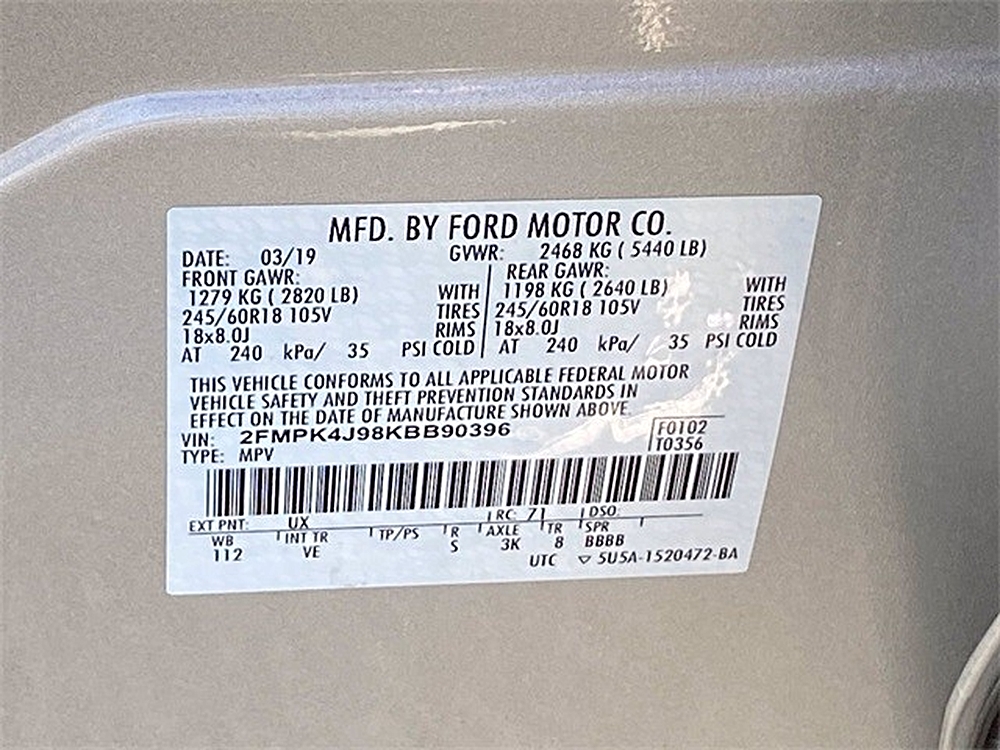 MFD. BY FORD MOTOR CO.
DATE: 03/19 GVWR: 2468 KG ( 5440 LB)
FRONT GAWR: REAR GAWR:
1279 KG ( 2820 LB) WITH 1198 KG ( 2640 LB) WITH
245/60R18 105V TIRES 245/60R18 105V TIRES
18x8.0J RIMS 18x8.0J RIMS
AT 240 kPa/ 35 PSI COLD AT 240 kPa/ 35 PSI COLD
THIS VEHICLE CONFORMS TO ALL APPLICABLE FEDERAL MOTOR
VEHICLE SAFETY AND THEFT PREVENTION STANDARDS IN
EFFECT ON THE DATE OF MANUFACTURE SHOWN ABOVE.
VIN: 2FMPK4J98KBB90396 F0102
TYPE: MPV T0356
EXT PNT: UX RC: 71 DSO:
WB INT TR TP/PS R AXLE TR SPR
112 VE S 3K 8 BBBB
UTC ▽ 5U5A-1520472-BA